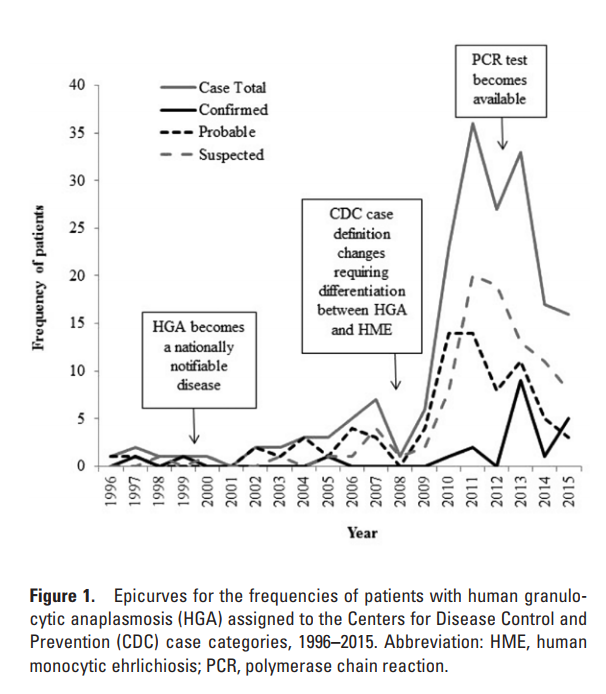 PCR test
becomes
available
40
35
30
25
20
15
10
5
0
Frequency of patients
Case Total
Confirmed
Probable
Suspected
CDC case
definition
changes
requiring
differentiation
between HGA
and HME
HGA becomes
a nationally
notifiable
disease
1996
1997
1998
1999
2000
2001
2002
2003
2004
2005
2006
2007
2008
2009
2010
2011
2012
2013
2014
2015
Year
Figure 1. Epicurves for the frequencies of patients with human granulo-
cytic anaplasmosis (HGA) assigned to the Centers for Disease Control and
Prevention (CDC) case categories, 1996–2015. Abbreviation: HME, human
monocytic ehrlichiosis; PCR, polymerase chain reaction.